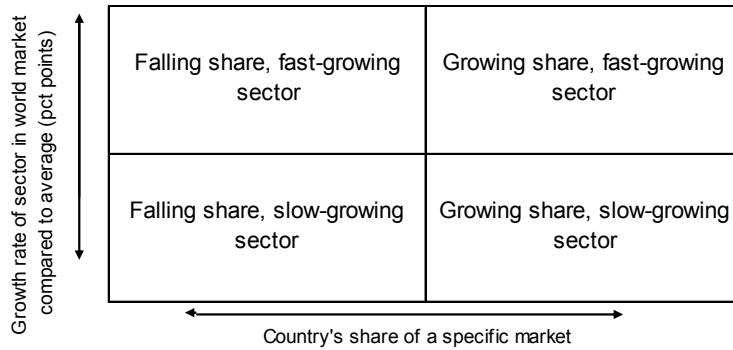 Growth rate of sector in world market
compared to average (pct points)
Falling share, fast-growing
sector
Growing share, fast-growing
sector
Falling share, slow-growing
sector
Growing share, slow-growing
sector
Country's share of a specific market